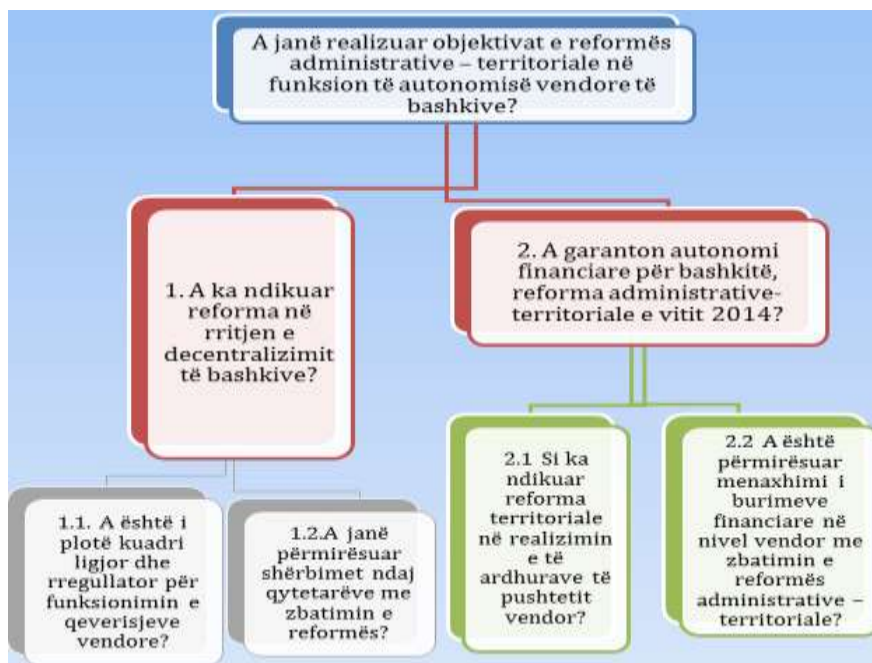 A janë realizuar objektivat e reformës
administrative – territoriale në
funksion të autonomisë vendore të
bashkive?
1. A ka ndikuar
reforma në
rritjen e
decentralizimit
të bashkive?
2. A garanton autonomi
financiare për bashkitë,
reforma administrative-
territoriale e vitit 2014?
1.1. A është i
plotë kuadri
ligjor dhe
rregullator për
funksionimin e
qeverisjeve
vendore?
1.2.A janë
përmirësuar
shërbimet ndaj
qytetarëve me
zbatimin e
reformës?
2.1 Si ka
ndikuar
reforma
territoriale
në realizimin
e të
ardhurave të
pushtetit
vendor?
2.2 A është
përmirësuar
menaxhimi i
burimeve
financiare në
nivel vendor me
zbatimin e
reformës
administrative –
territoriale?